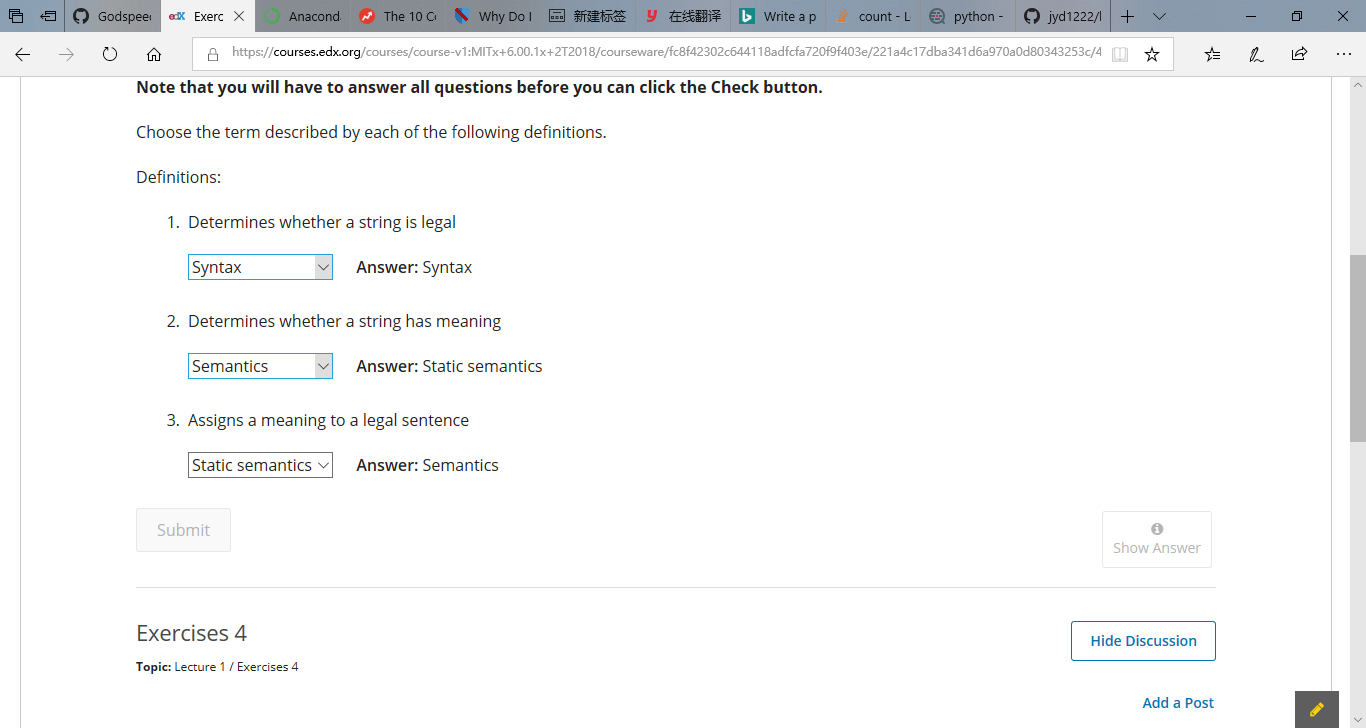 Godspeed
edX Exerc
Anacond
The 10 Co
Why Do I
新建标签
在线翻译
Write a p
count - L
python -
jyd1222/l
https://courses.edx.org/courses/course-v1:MITx+6.00.1x+2T2018/courseware/fc8f42302c644118adfcfa720f9f403e/221a4c17dba341d6a970a0d80343253c/4
Note that you will have to answer all questions before you can click the Check button.
Choose the term described by each of the following definitions.
Definitions:
1. Determines whether a string is legal
Syntax Answer: Syntax
2. Determines whether a string has meaning
Semantics Answer: Static semantics
3. Assigns a meaning to a legal sentence
Static semantics Answer: Semantics
Submit
Show Answer
Exercises 4
Hide Discussion
Topic: Lecture 1 / Exercises 4
Add a Post